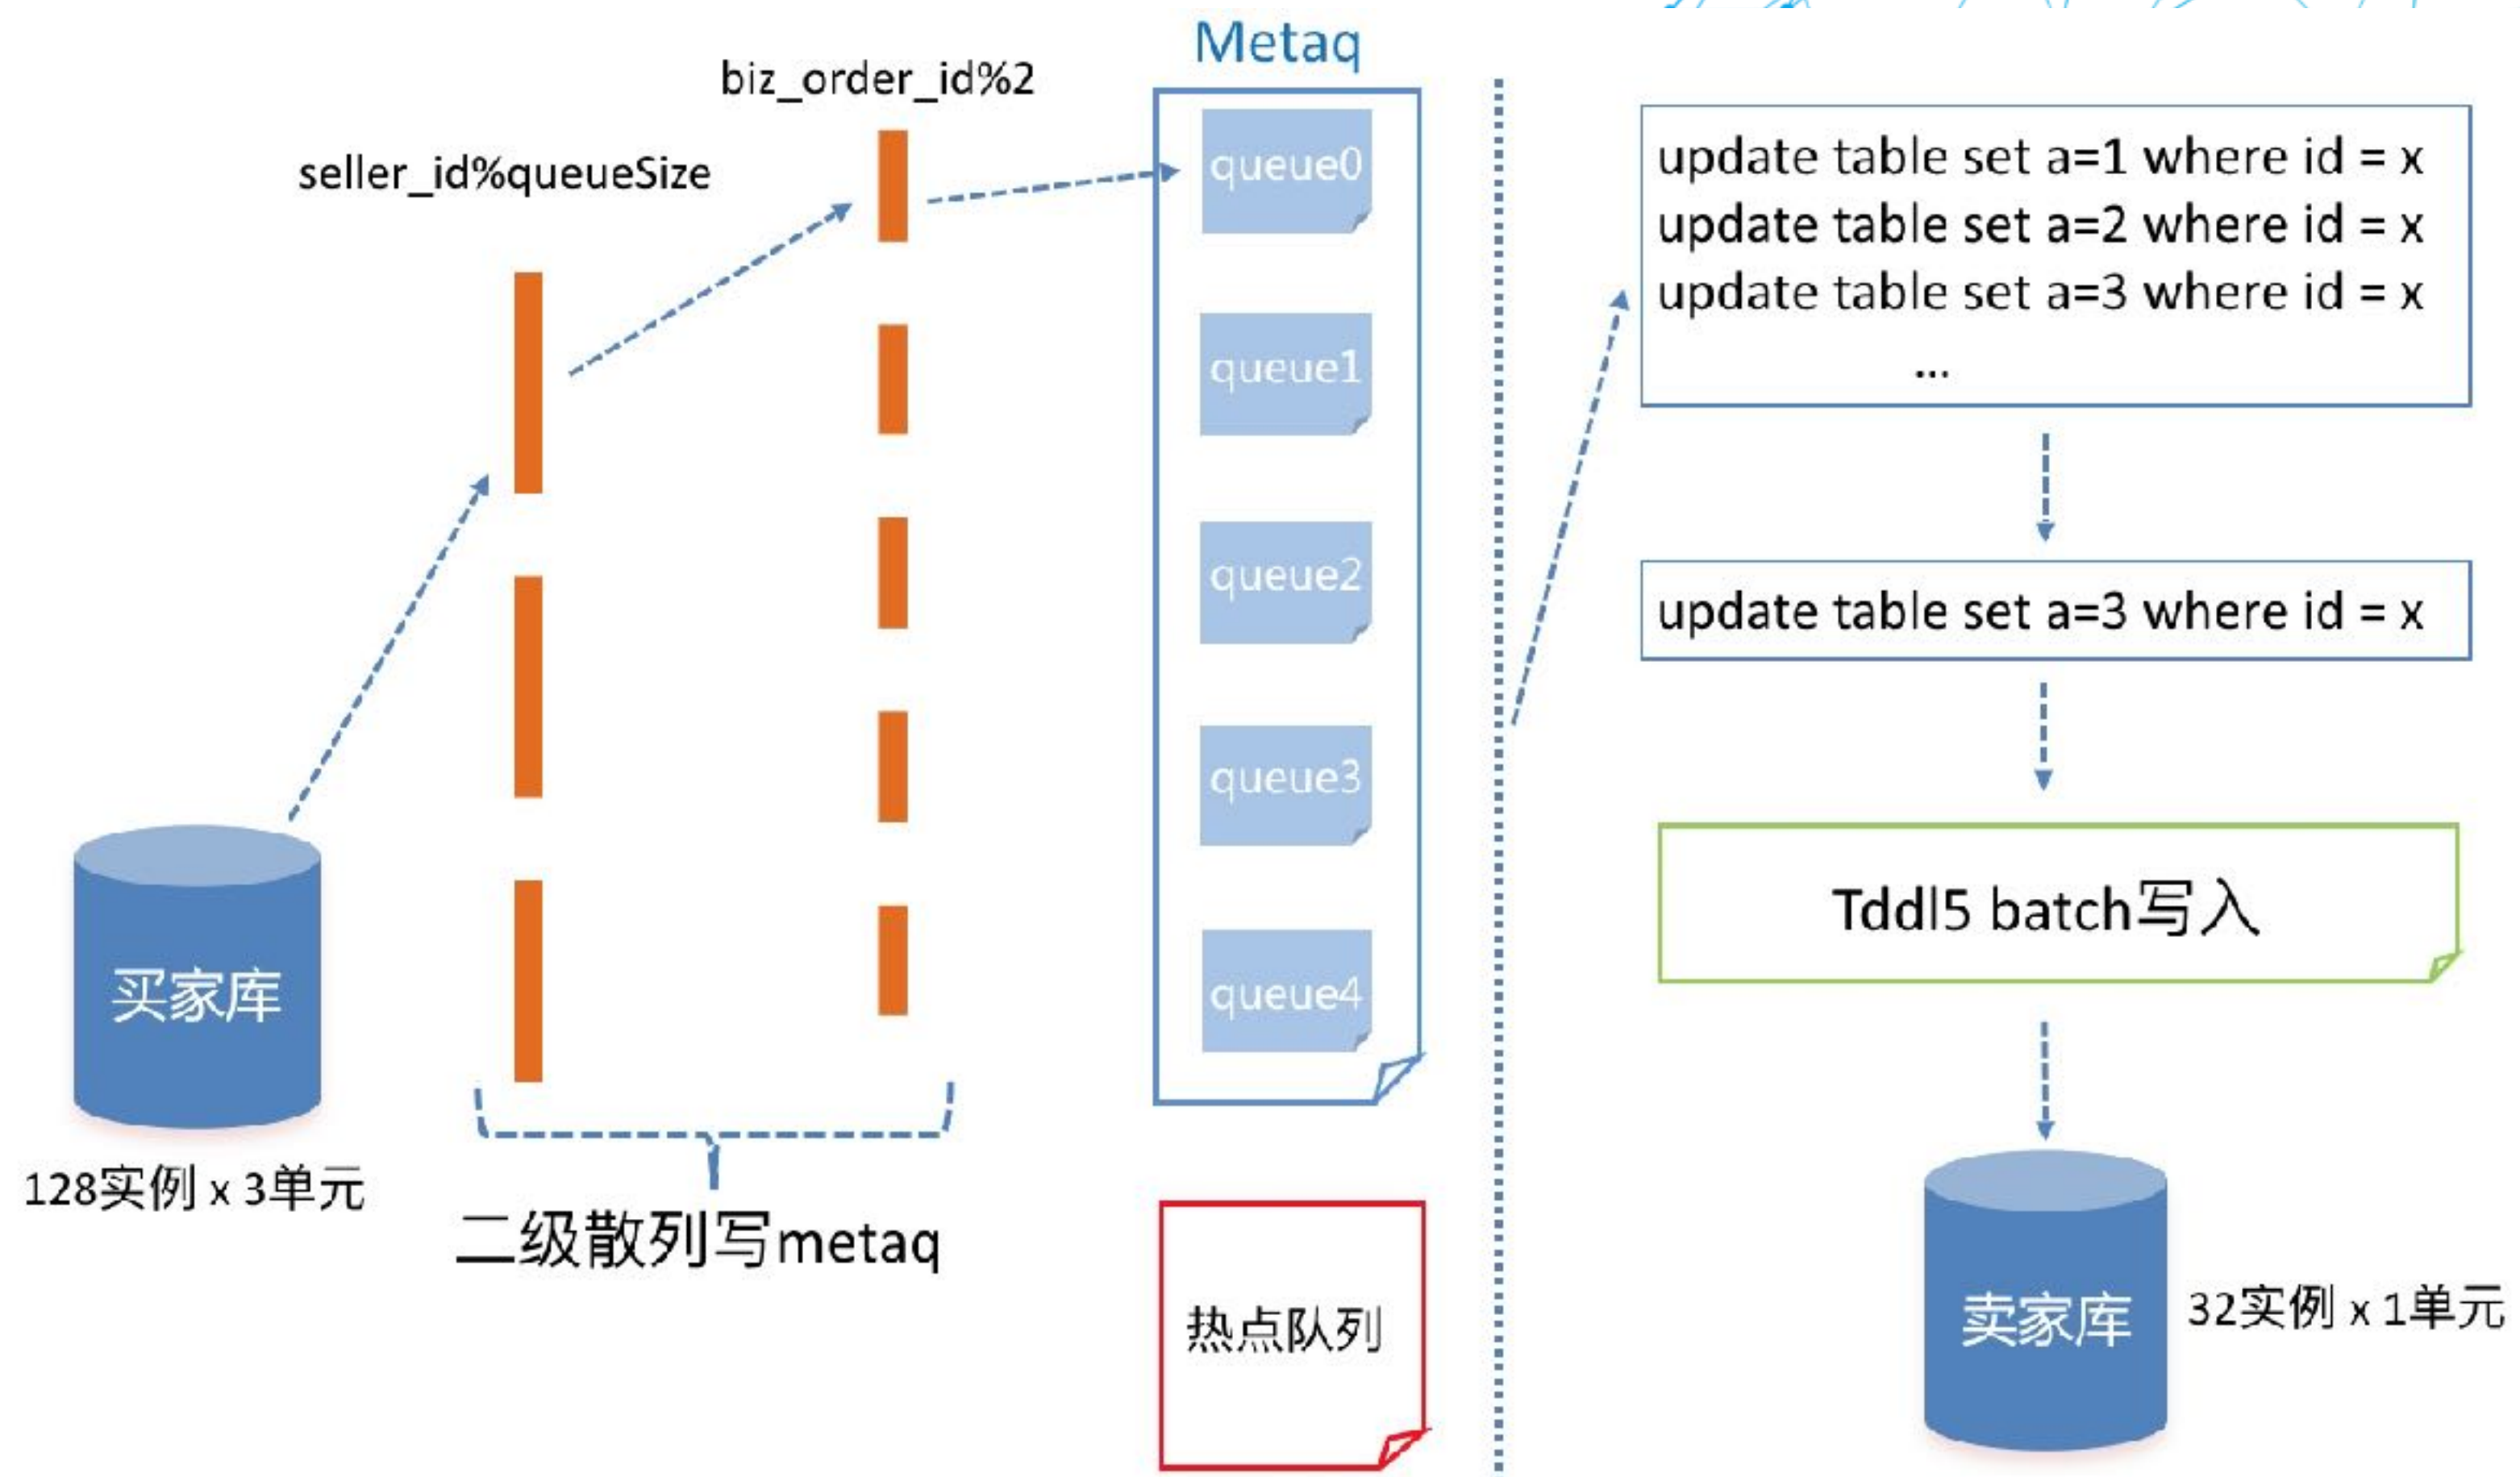 Metaq
biz_order_id%2
seller_id%queueSize
queue0
queue1
queue2
queue3
queue4
买家库
128实例 x 3单元
二级散列写metaq
热点队列
update table set a=1 where id = x
update table set a=2 where id = x
update table set a=3 where id = x
...
update table set a=3 where id = x
Tddl5 batch写入
卖家库
32实例 x 1单元